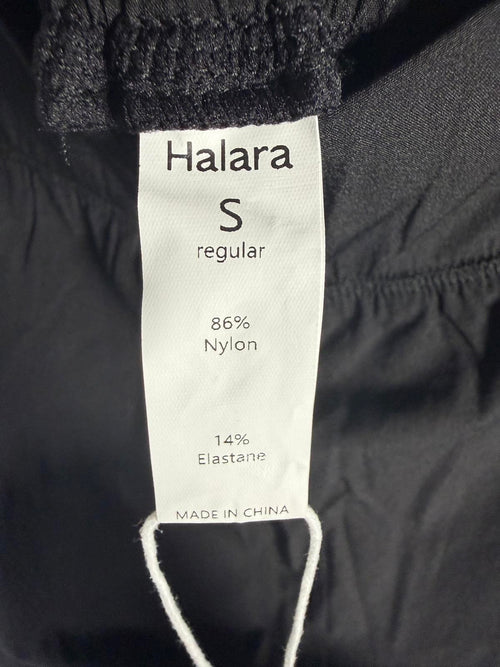 Halara
S
regular
86%
Nylon
14%
Elastane
MADE IN CHINA